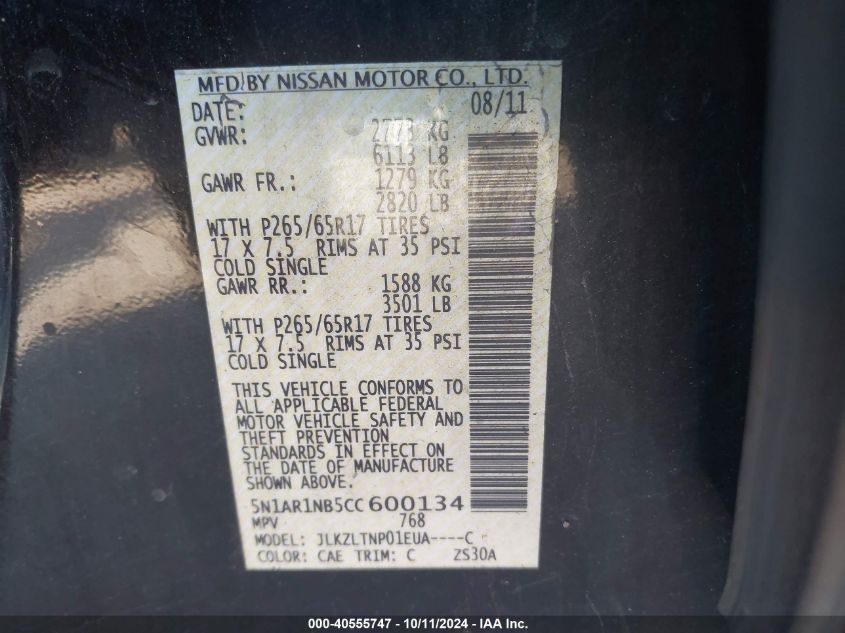 MFD BY NISSAN MOTOR CO., LTD.
DATE: 08/11
GVWR: 2773 KG
6113 LB
GAWR FR.: 1279 KG
2820 LB
WITH P265/65R17 TIRES
17 X 7.5 RIMS AT 35 PSI
COLD SINGLE
GAWR RR.: 1588 KG
3501 LB
WITH P265/65R17 TIRES
17 X 7.5 RIMS AT 35 PSI
COLD SINGLE
THIS VEHICLE CONFORMS TO
ALL APPLICABLE FEDERAL
MOTOR VEHICLE SAFETY AND
THEFT PREVENTION
STANDARDS IN EFFECT ON
THE DATE OF MANUFACTURE
SHOWN ABOVE.
5N1AR1NB5CC600134
MPV 768
MODEL: JLKZLTNP01EUA----C
COLOR: CAE TRIM: C ZS30A
000-40555747 - 10/11/2024 - IAA Inc.